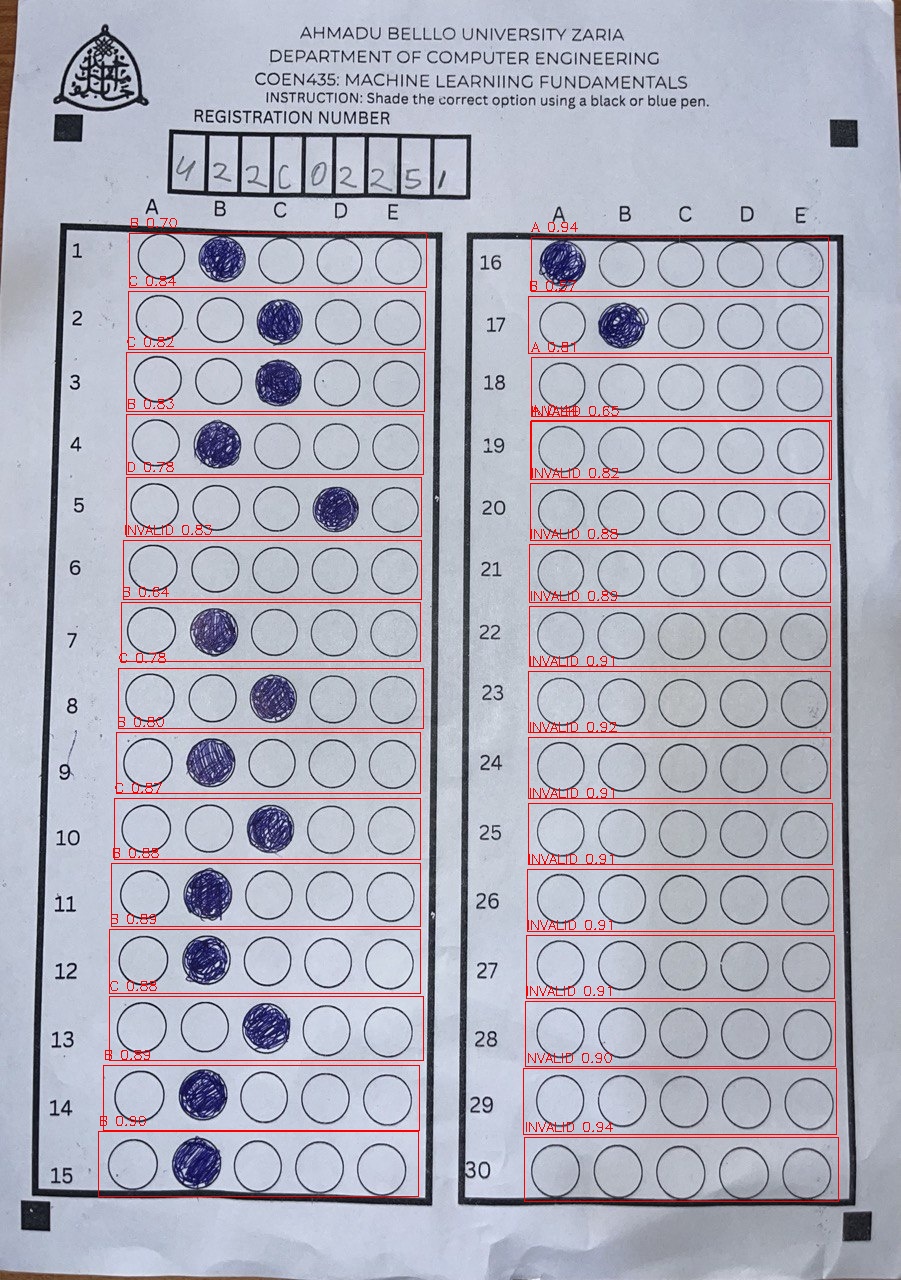 AHMADU BELLLO UNIVERSITY ZARIA
DEPARTMENT OF COMPUTER ENGINEERING
COEN435: MACHINE LEARNIING FUNDAMENTALS
INSTRUCTION: Shade the correct option using a black or blue pen.
REGISTRATION NUMBER
4 2 2 C 0 2 2 5 1
A B C D E
B 0.70
1
C 0.84
2
C 0.82
3
B 0.83
4
D 0.78
5
INVALID 0.83
6
B 0.64
7
C 0.78
8
B 0.80
9
C 0.87
10
B 0.88
11
B 0.89
12
C 0.88
13
B 0.89
14
B 0.90
15
A B C D E
A 0.94
16
17
A 0.81
18
INVALID 0.65
19
INVALID 0.82
20
INVALID 0.88
21
INVALID 0.89
22
INVALID 0.91
23
INVALID 0.92
24
INVALID 0.91
25
INVALID 0.91
26
INVALID 0.91
27
INVALID 0.91
28
INVALID 0.90
29
INVALID 0.94
30